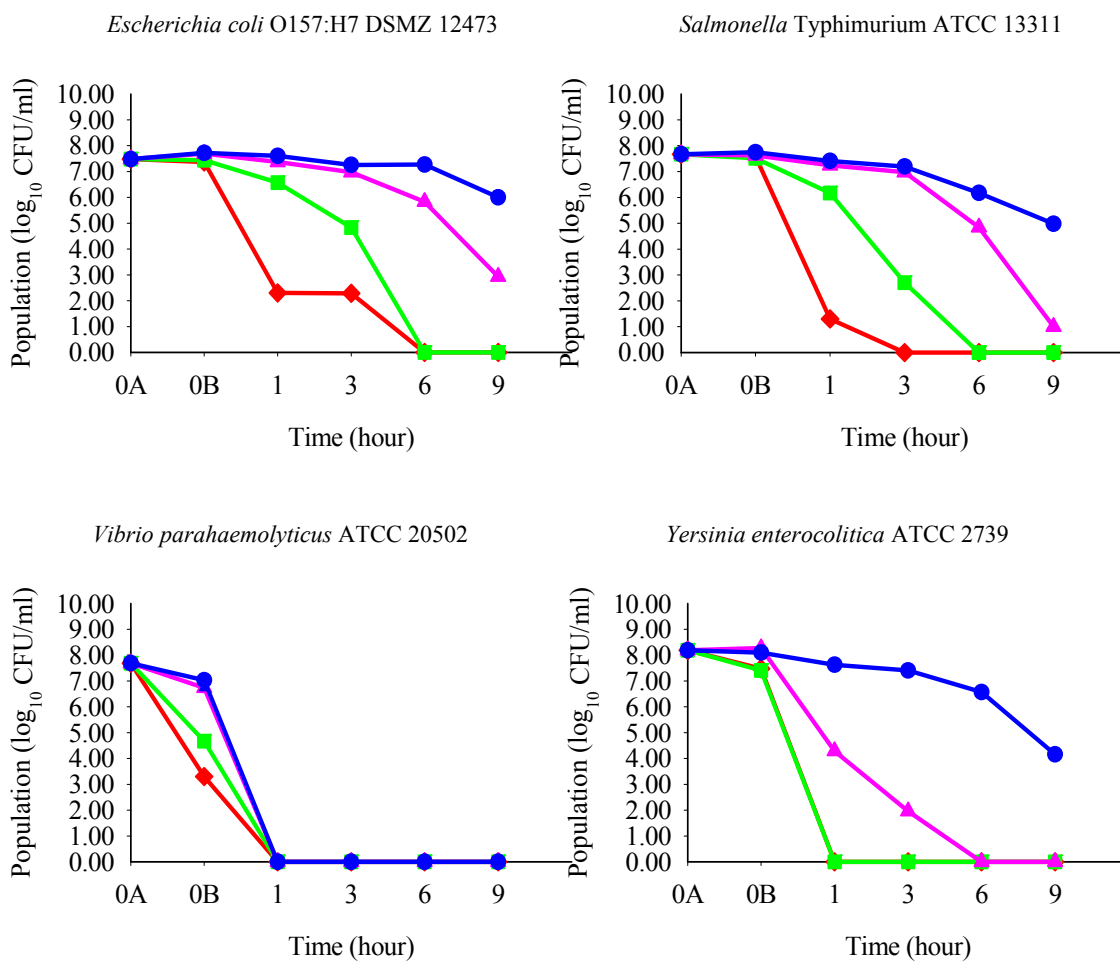 Escherichia coli O157:H7 DSMZ 12473
Population (log10 CFU/ml)
10.00
9.00
8.00
7.00
6.00
5.00
4.00
3.00
2.00
1.00
0.00
0A 0B 1 3 6 9
Time (hour)
Salmonella Typhimurium ATCC 13311
Population (log10 CFU/ml)
10.00
9.00
8.00
7.00
6.00
5.00
4.00
3.00
2.00
1.00
0.00
0A 0B 1 3 6 9
Time (hour)
Vibrio parahaemolyticus ATCC 20502
Population (log10 CFU/ml)
10.00
9.00
8.00
7.00
6.00
5.00
4.00
3.00
2.00
1.00
0.00
0A 0B 1 3 6 9
Time (hour)
Yersinia enterocolitica ATCC 2739
Population (log10 CFU/ml)
10.00
9.00
8.00
7.00
6.00
5.00
4.00
3.00
2.00
1.00
0.00
0A 0B 1 3 6 9
Time (hour)